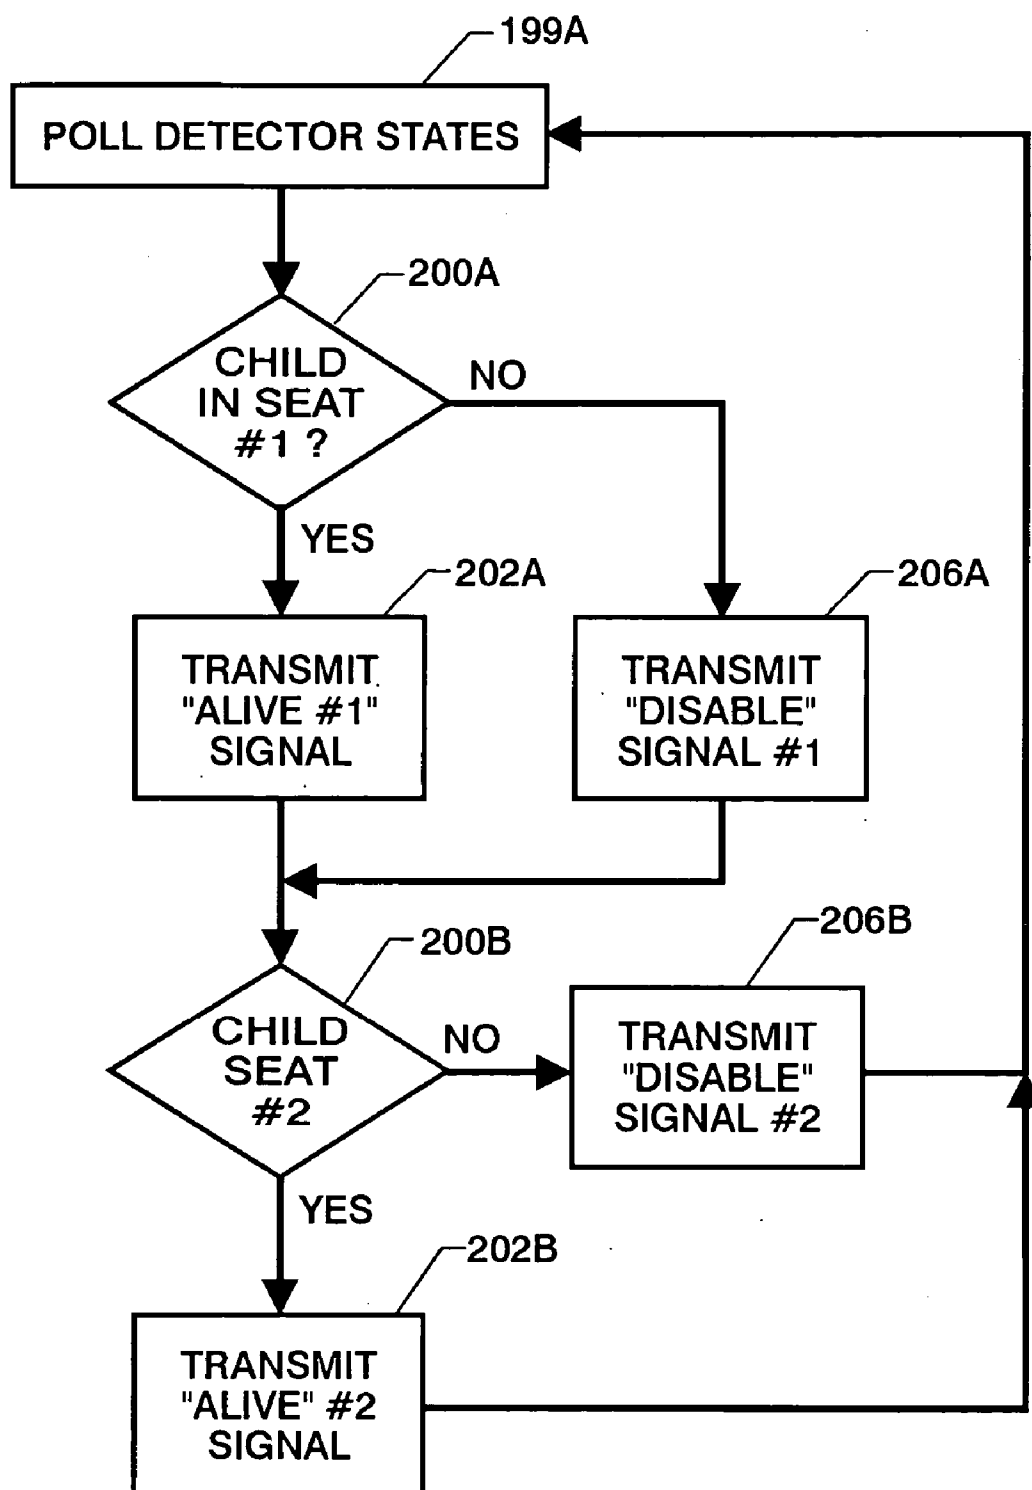 199A
POLL DETECTOR STATES
200A
CHILD
IN SEAT
#1 ?
NO
YES
202A
206A
TRANSMIT
"ALIVE #1"
SIGNAL
TRANSMIT
"DISABLE"
SIGNAL #1
200B
206B
CHILD
SEAT
#2
NO
TRANSMIT
"DISABLE"
SIGNAL #2
YES
202B
TRANSMIT
"ALIVE" #2
SIGNAL